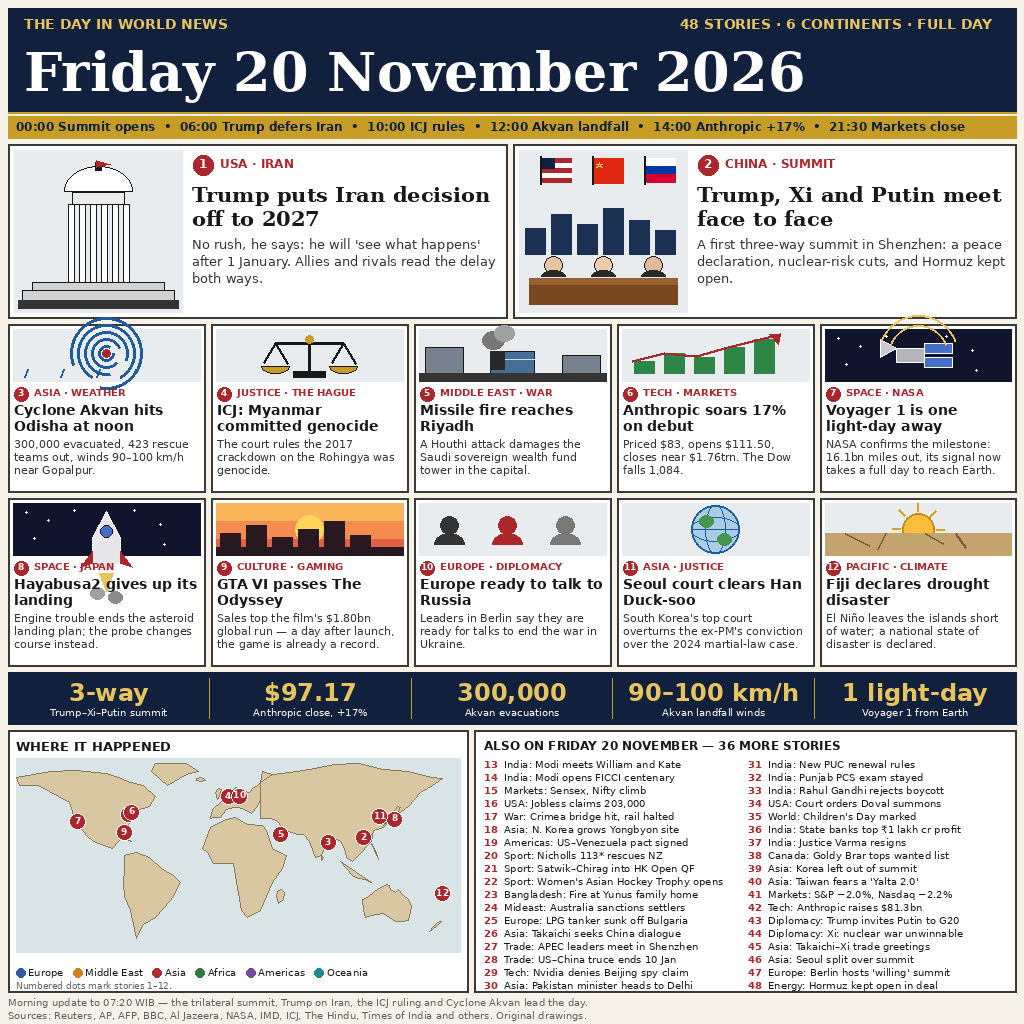 THE DAY IN WORLD NEWS
48 STORIES · 6 CONTINENTS · FULL DAY
Friday 20 November 2026
00:00 Summit opens • 06:00 Trump defers Iran • 10:00 ICJ rules • 12:00 Akvan landfall • 14:00 Anthropic +17% • 21:30 Markets close
1 USA · IRAN
Trump puts Iran decision
off to 2027
No rush, he says: he will 'see what happens'
after 1 January. Allies and rivals read the delay
both ways.
2 CHINA · SUMMIT
Trump, Xi and Putin meet
face to face
A first three-way summit in Shenzhen: a peace
declaration, nuclear-risk cuts, and Hormuz kept
open.
3 ASIA · WEATHER
Cyclone Akvan hits
Odisha at noon
300,000 evacuated, 423 rescue
teams out, winds 90–100 km/h
near Gopalpur.
4 JUSTICE · THE HAGUE
ICJ: Myanmar
committed genocide
The court rules the 2017
crackdown on the Rohingya was
genocide.
5 MIDDLE EAST · WAR
Missile fire reaches
Riyadh
A Houthi attack damages the
Saudi sovereign wealth fund
tower in the capital.
6 TECH · MARKETS
Anthropic soars 17%
on debut
Priced $83, opens $111.50,
closes near $1.76trn. The Dow
falls 1,084.
7 SPACE · NASA
Voyager 1 is one
light-day away
NASA confirms the milestone:
16.1bn miles out, its signal now
takes a full day to reach Earth.
8 SPACE · JAPAN
Hayabusa2 gives up its
landing
Engine trouble ends the asteroid
landing plan; the probe changes
course instead.
9 CULTURE · GAMING
GTA VI passes The
Odyssey
Sales top the film's $1.80bn
global run — a day after launch,
the game is already a record.
10 EUROPE · DIPLOMACY
Europe ready to talk to
Russia
Leaders in Berlin say they are
ready for talks to end the war in
Ukraine.
11 ASIA · JUSTICE
Seoul court clears Han
Duck-soo
South Korea's top court
overturns the ex-PM's conviction
over the 2024 martial-law case.
12 PACIFIC · CLIMATE
Fiji declares drought
disaster
El Niño leaves the islands short
of water; a national state of
disaster is declared.
3-way
Trump–Xi–Putin summit
$97.17
Anthropic close, +17%
300,000
Akvan evacuations
90–100 km/h
Akvan landfall winds
1 light-day
Voyager 1 from Earth
WHERE IT HAPPENED
4 10
7 6 9 5 3 2 11 8 12
Europe Middle East Asia Africa Americas Oceania
Numbered dots mark stories 1–12.
ALSO ON FRIDAY 20 NOVEMBER — 36 MORE STORIES
13 India: Modi meets William and Kate
14 India: Modi opens FICCI centenary
15 Markets: Sensex, Nifty climb
16 USA: Jobless claims 203,000
17 War: Crimea bridge hit, rail halted
18 Asia: N. Korea grows Yongbyon site
19 Americas: US–Venezuela pact signed
20 Sport: Nicholls 113* rescues NZ
21 Sport: Satwik–Chirag into HK Open QF
22 Sport: Women's Asian Hockey Trophy opens
23 Bangladesh: Fire at Yunus family home
24 Mideast: Australia sanctions settlers
25 Europe: LPG tanker sunk off Bulgaria
26 Asia: Takaichi seeks China dialogue
27 Trade: APEC leaders meet in Shenzhen
28 Trade: US–China truce ends 10 Jan
29 Tech: Nvidia denies Beijing spy claim
30 Asia: Pakistan minister heads to Delhi
31 India: New PUC renewal rules
32 India: Punjab PCS exam stayed
33 India: Rahul Gandhi rejects boycott
34 USA: Court orders Doval summons
35 World: Children's Day marked
36 India: State banks top ₹1 lakh cr profit
37 India: Justice Varma resigns
38 Canada: Goldy Brar tops wanted list
39 Asia: Korea left out of summit
40 Asia: Taiwan fears a 'Yalta 2.0'
41 Markets: S&P −2.0%, Nasdaq −2.2%
42 Tech: Anthropic raises $81.3bn
43 Diplomacy: Trump invites Putin to G20
44 Diplomacy: Xi: nuclear war unwinnable
45 Asia: Takaichi–Xi trade greetings
46 Asia: Seoul split over summit
47 Europe: Berlin hosts 'willing' summit
48 Energy: Hormuz kept open in deal
Morning update to 07:20 WIB — the trilateral summit, Trump on Iran, the ICJ ruling and Cyclone Akvan lead the day.
Sources: Reuters, AP, AFP, BBC, Al Jazeera, NASA, IMD, ICJ, The Hindu, Times of India and others. Original drawings.